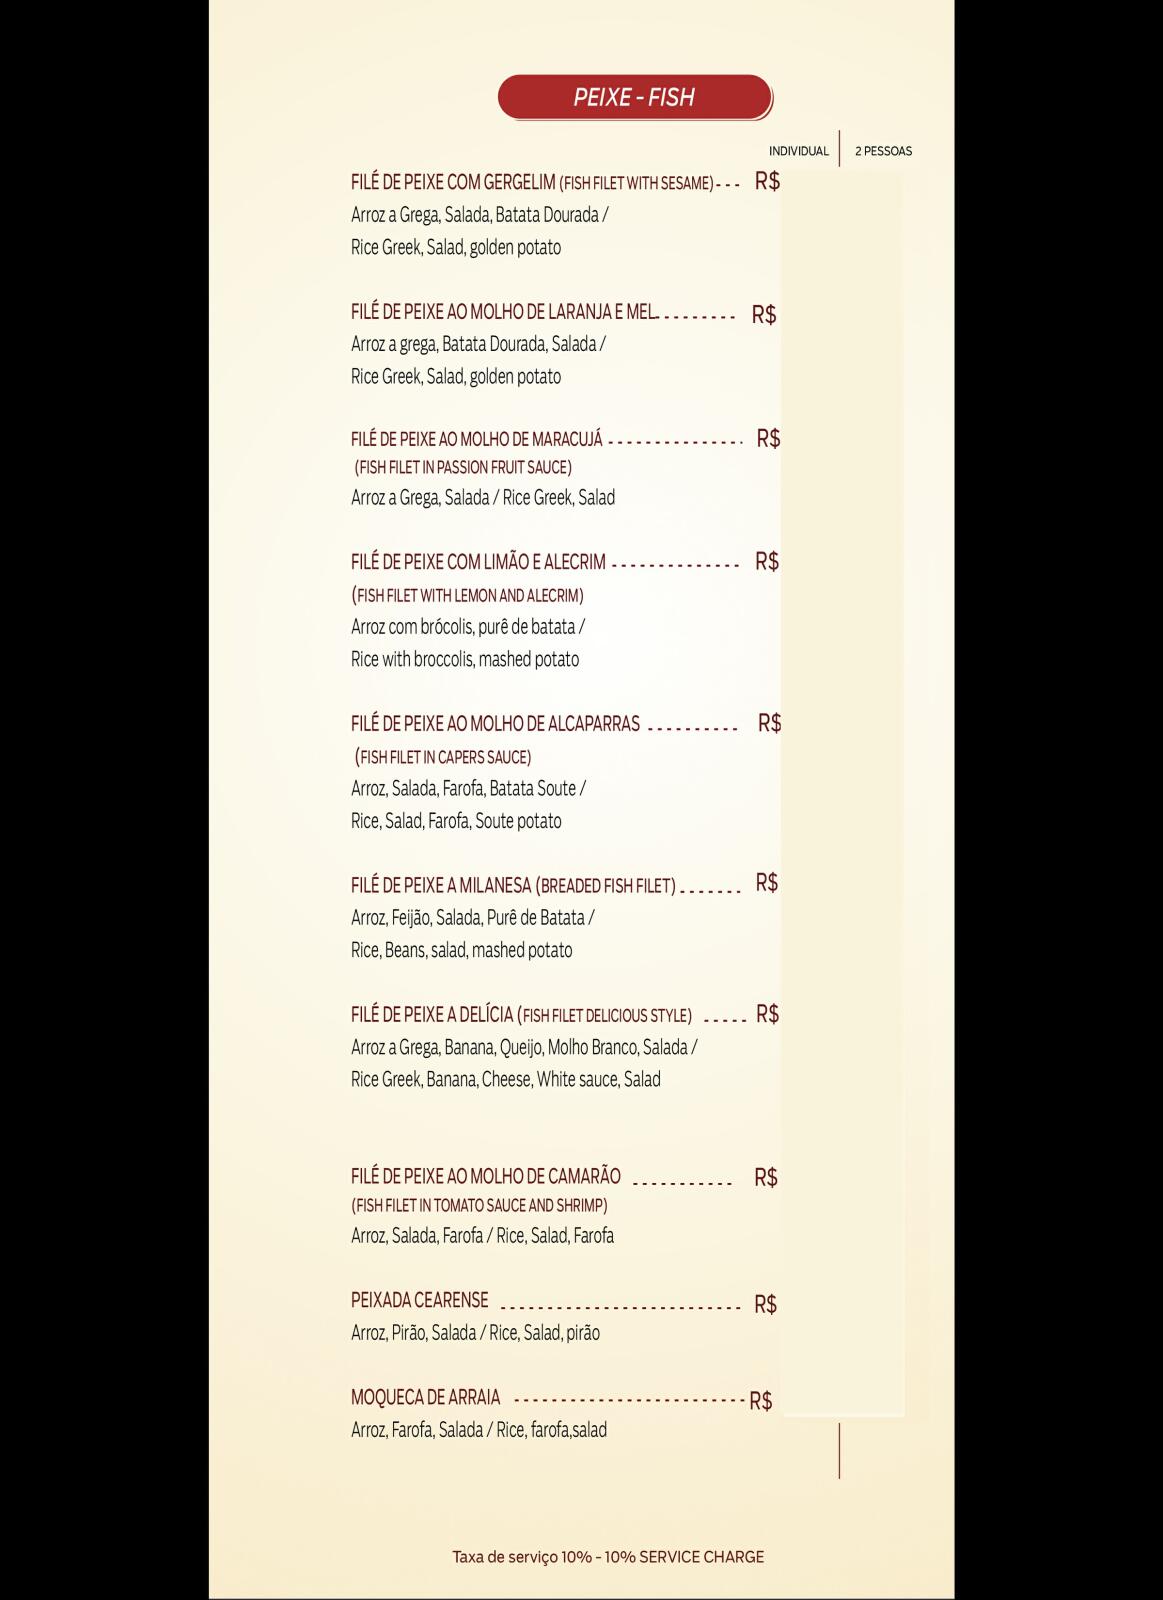 PEIXE - FISH
INDIVIDUAL 2 PESSOAS
FILÉ DE PEIXE COM GERGELIM (FISH FILET WITH SESAME) - - - R$
Arroz a Grega, Salada, Batata Dourada /
Rice Greek, Salad, golden potato
FILÉ DE PEIXE AO MOLHO DE LARANJA E MEL - - - - - - - - - R$
Arroz a grega, Batata Dourada, Salada /
Rice Greek, Salad, golden potato
FILÉ DE PEIXE AO MOLHO DE MARACUJÁ - - - - - - - - - - - - - - R$
(FISH FILET IN PASSION FRUIT SAUCE)
Arroz a Grega, Salada / Rice Greek, Salad
FILÉ DE PEIXE COM LIMÃO E ALECRIM - - - - - - - - - - - - - R$
(FISH FILET WITH LEMON AND ALECRIM)
Arroz com brócolis, purê de batata /
Rice with broccolis, mashed potato
FILÉ DE PEIXE AO MOLHO DE ALCAPARRAS - - - - - - - - - - R$
(FISH FILET IN CAPERS SAUCE)
Arroz, Salada, Farofa, Batata Soute /
Rice, Salad, Farofa, Soute potato
FILÉ DE PEIXE A MILANESA (BREADED FISH FILET) - - - - - - - R$
Arroz, Feijão, Salada, Purê de Batata /
Rice, Beans, salad, mashed potato
FILÉ DE PEIXE A DELÍCIA (FISH FILET DELICIOUS STYLE) - - - - - R$
Arroz a Grega, Banana, Queijo, Molho Branco, Salada /
Rice Greek, Banana, Cheese, White sauce, Salad
FILÉ DE PEIXE AO MOLHO DE CAMARÃO - - - - - - - - - - - R$
(FISH FILET IN TOMATO SAUCE AND SHRIMP)
Arroz, Salada, Farofa / Rice, Salad, Farofa
PEIXADA CEARENSE - - - - - - - - - - - - - - - - - - - - - - - - - - R$
Arroz, Pirão, Salada / Rice, Salad, pirão
MOQUECA DE ARRAIA - - - - - - - - - - - - - - - - - - - - - - - - - R$
Arroz, Farofa, Salada / Rice, farofa,salad
Taxa de serviço 10% - 10% SERVICE CHARGE